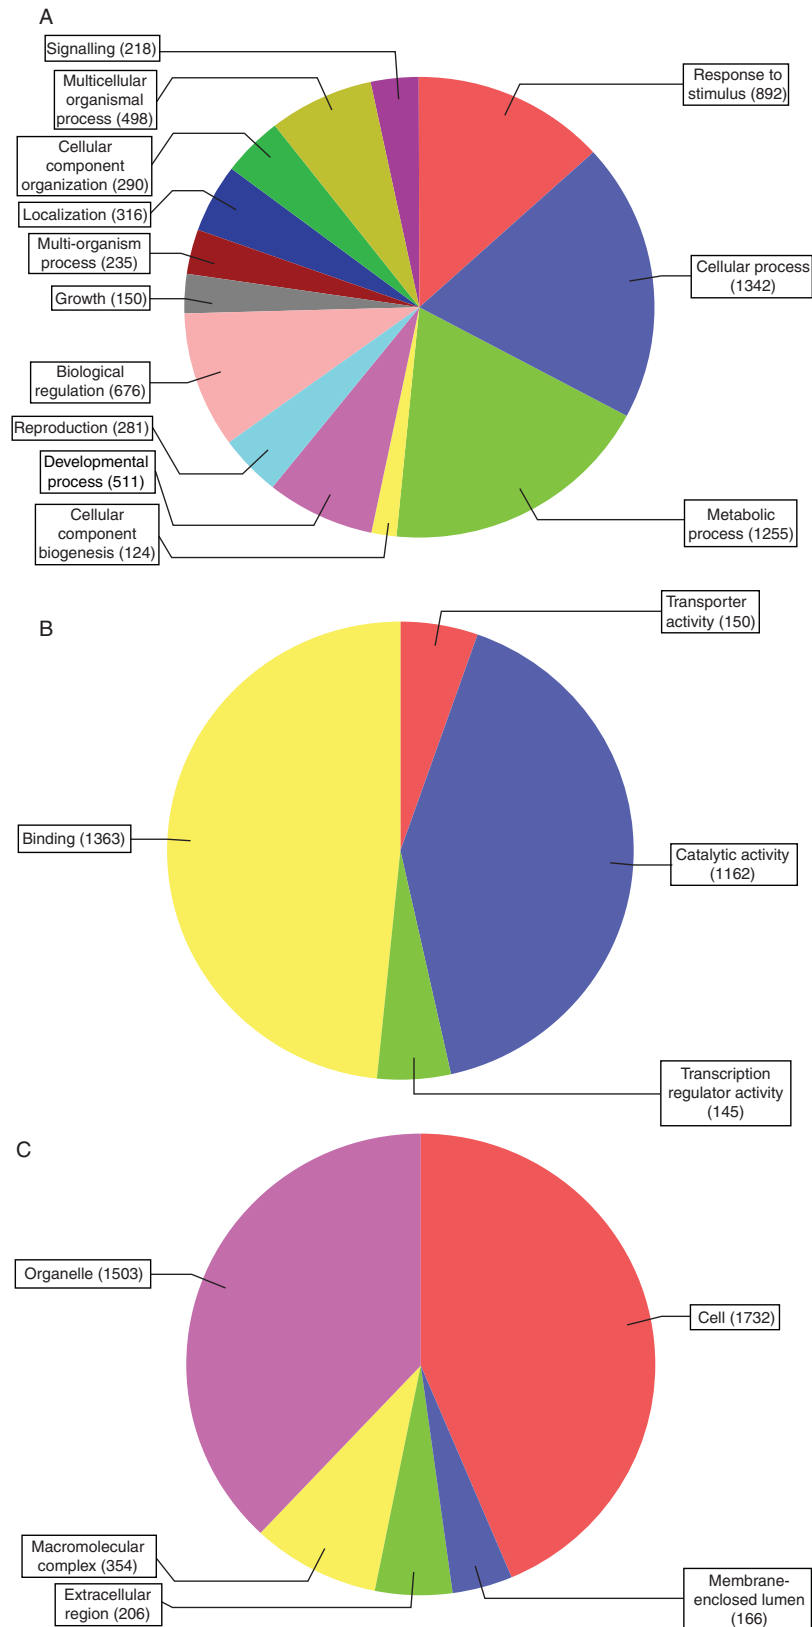 A
Signalling (218)
Multicellular
organismal
process (498)
Cellular
component
organization (290)
Localization (316)
Multi-organism
process (235)
Growth (150)
Biological
regulation (676)
Reproduction (281)
Developmental
process (511)
Cellular component
biogenesis (124)
Response to
stimulus (892)
Cellular process
(1342)
Metabolic
process (1255)
B
Transporter
activity (150)
Binding (1363)
Catalytic activity
(1162)
Transcription
regulator activity
(145)
C
Organelle (1503)
Cell (1732)
Macromolecular
complex (354)
Extracellular
region (206)
Membrane-
enclosed lumen
(166)